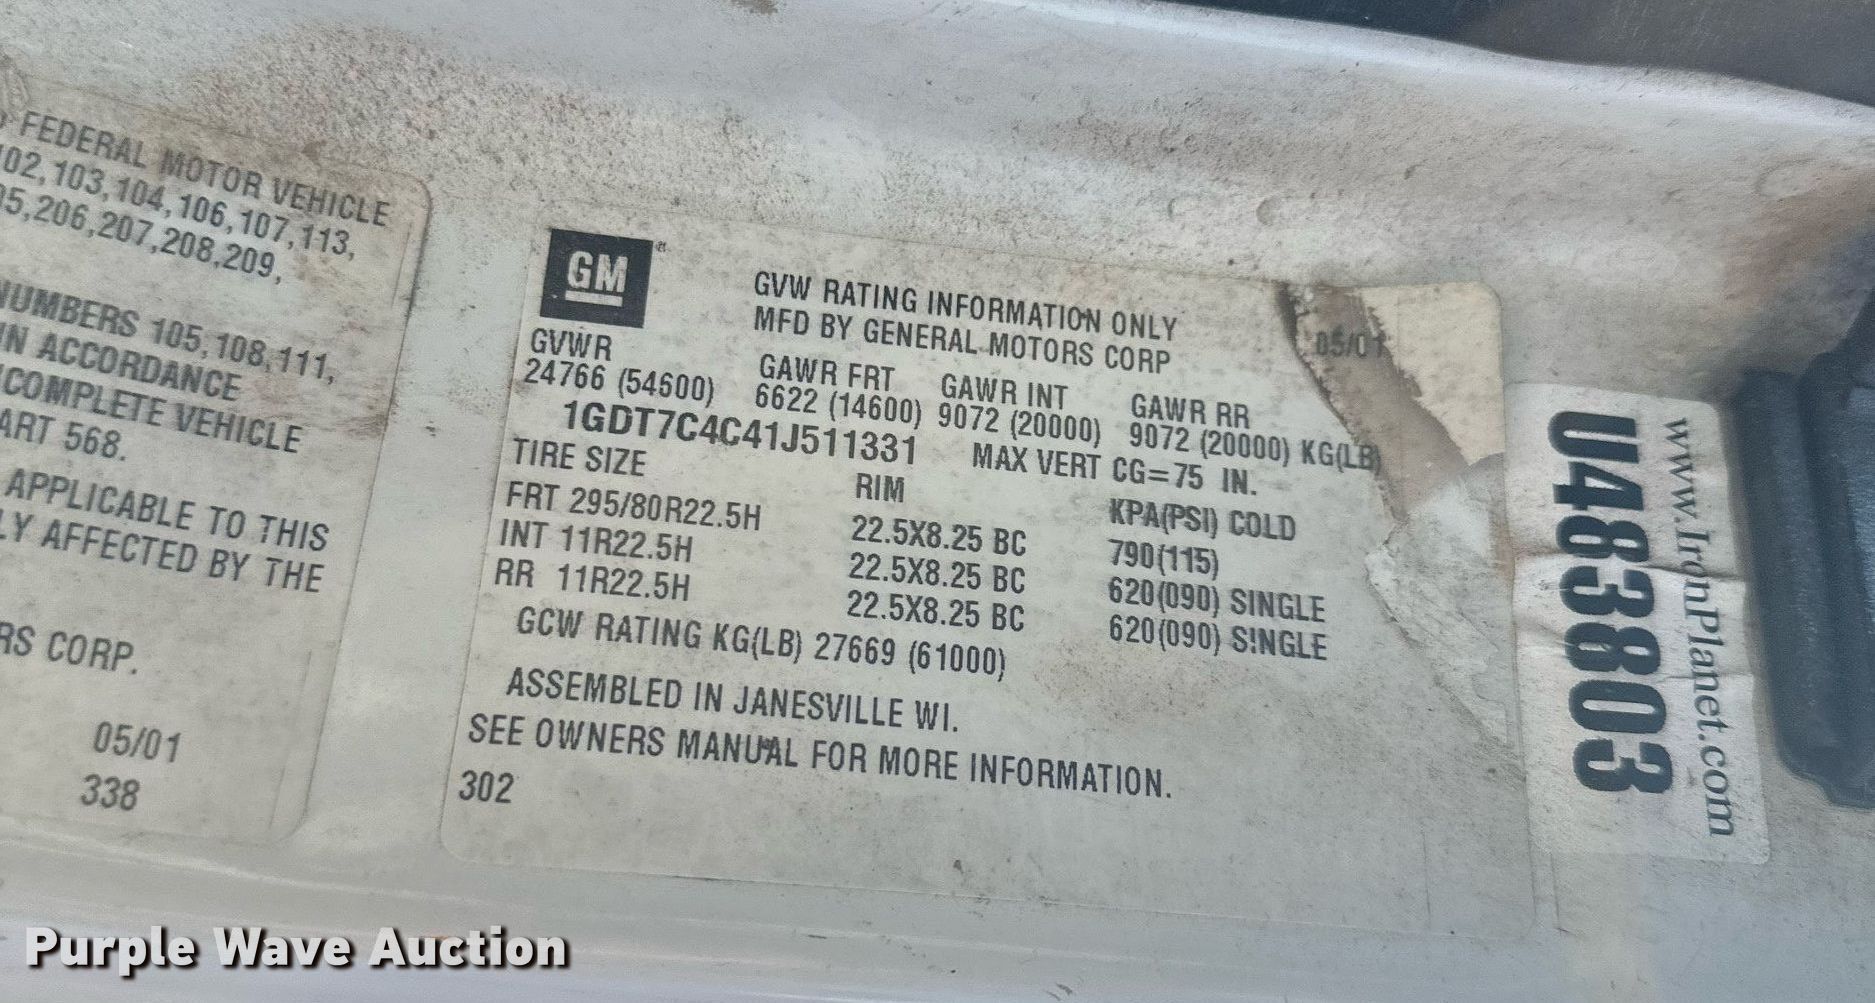 FEDERAL MOTOR VEHICLE
102, 103, 104, 106, 107, 113,
05, 206, 207, 208, 209,
NUMBERS 105, 108, 111,
IN ACCORDANCE
NCOMPLETE VEHICLE
ART 568.
APPLICABLE TO THIS
LY AFFECTED BY THE
RS CORP.
05/01
338
GM
GVW RATING INFORMATION ONLY
MFD BY GENERAL MOTORS CORP
05/01
GVWR GAWR FRT GAWR INT GAWR RR
24766 (54600) 6622 (14600) 9072 (20000) 9072 (20000) KG(LB)
1GDT7C4C41J511331 MAX VERT CG=75 IN.
TIRE SIZE RIM KPA(PSI) COLD
FRT 295/80R22.5H 22.5X8.25 BC 790(115)
INT 11R22.5H 22.5X8.25 BC 620(090) SINGLE
RR 11R22.5H 22.5X8.25 BC 620(090) SINGLE
GCW RATING KG(LB) 27669 (61000)
ASSEMBLED IN JANESVILLE WI.
SEE OWNERS MANUAL FOR MORE INFORMATION.
302
www.IronPlanet.com
U483803
Purple Wave Auction